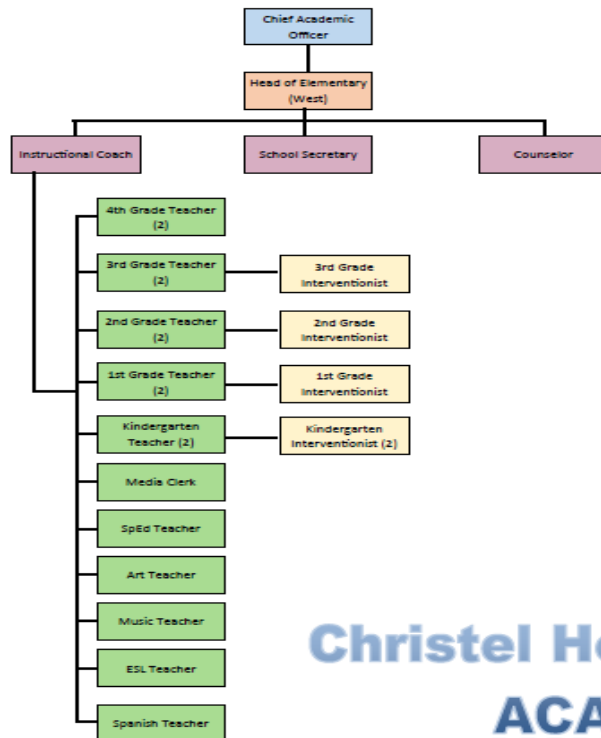 Chief Academic
Officer
Head of Elementary
(West)
Instructional Coach
School Secretary
Counselor
4th Grade Teacher
(2)
3rd Grade Teacher
(2)
3rd Grade
Interventionist
2nd Grade Teacher
(2)
2nd Grade
Interventionist
1st Grade Teacher
(2)
1st Grade
Interventionist
Kindergarten
Teacher (2)
Kindergarten
Interventionist (2)
Media Clerk
SpEd Teacher
Art Teacher
Music Teacher
ESL Teacher
Spanish Teacher
Christel
ACA